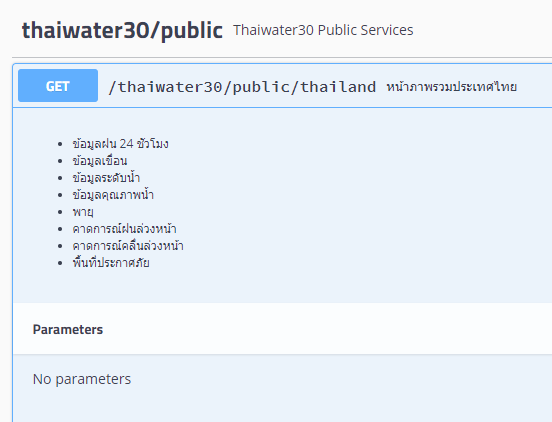 thaiwater30/public Thaiwater30 Public Services
GET /thaiwater30/public/thailand หน้าภาพรวมประเทศไทย
• ข้อมูลฝน 24 ชั่วโมง
• ข้อมูลเขื่อน
• ข้อมูลระดับน้ำ
• ข้อมูลคุณภาพน้ำ
• พายุ
• คาดการณ์ฝนล่วงหน้า
• คาดการณ์คลื่นล่วงหน้า
• พื้นที่ประกาศภัย
Parameters
No parameters